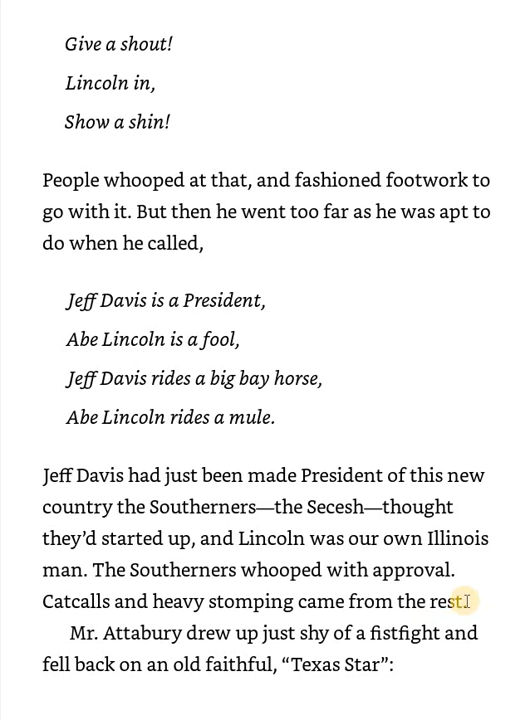 Give a shout!
Lincoln in,
Show a shin!
People whooped at that, and fashioned footwork to
go with it. But then he went too far as he was apt to
do when he called,
Jeff Davis is a President,
Abe Lincoln is a fool,
Jeff Davis rides a big bay horse,
Abe Lincoln rides a mule.
Jeff Davis had just been made President of this new
country the Southerners—the Secesh—thought
they’d started up, and Lincoln was our own Illinois
man. The Southerners whooped with approval.
Catcalls and heavy stomping came from the rest
Mr. Attabury drew up just shy of a fistfight and
fell back on an old faithful, “Texas Star”: